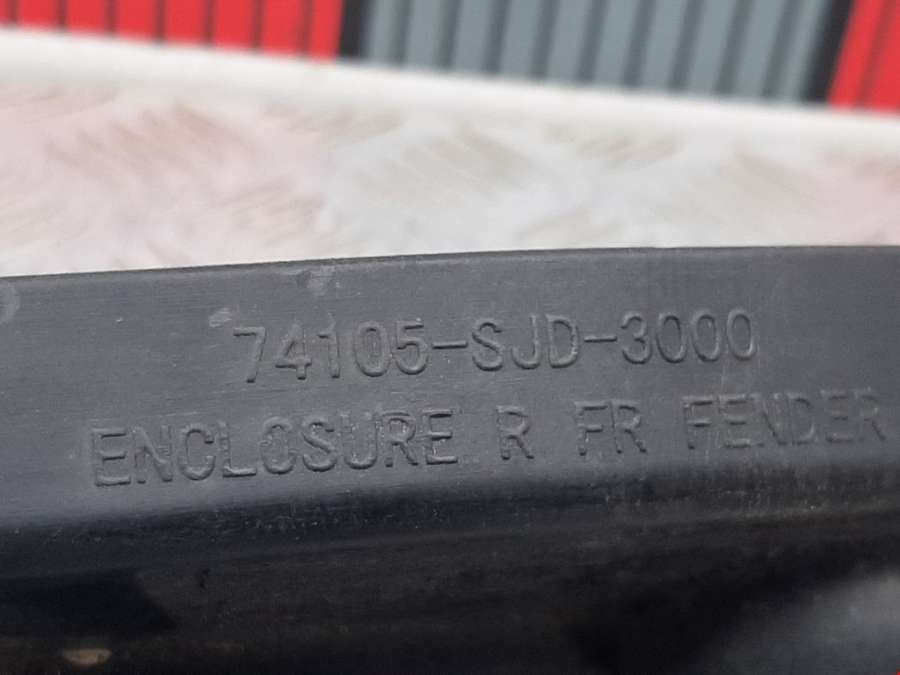 74105-SJD-3000
ENCLOSURE R FR FENDER